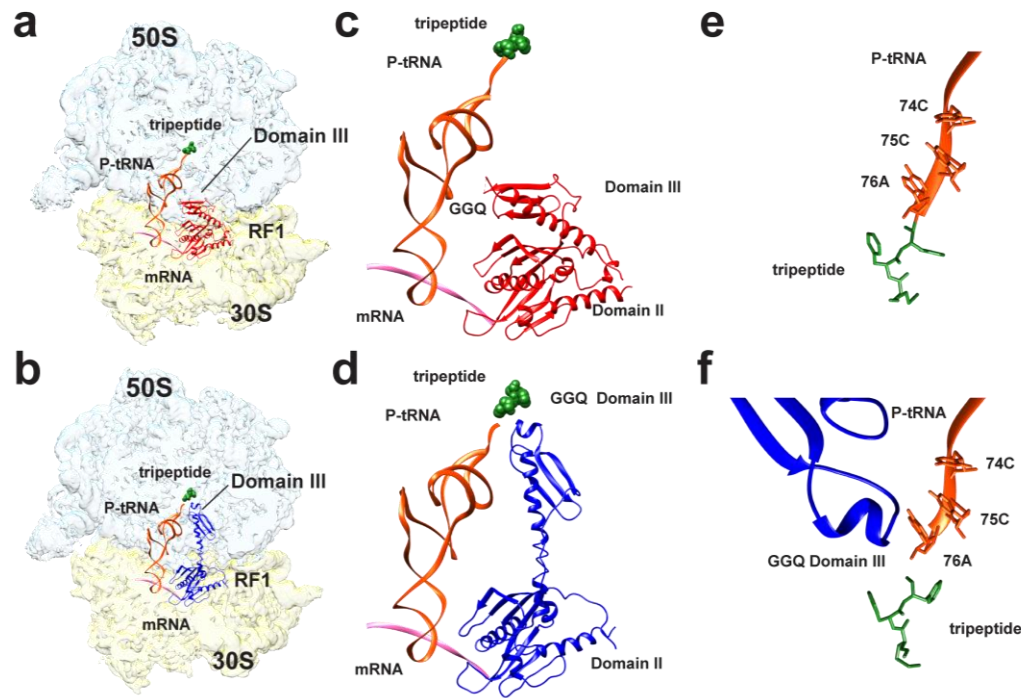 a
50S
tripeptide
Domain III
P-tRNA
RF1
mRNA
30S
b
50S
tripeptide
Domain III
P-tRNA
RF1
mRNA
30S
c
tripeptide
P-tRNA
Domain III
GGQ
mRNA
Domain II
d
tripeptide
GGQ Domain III
P-tRNA
mRNA
Domain II
e
P-tRNA
74C
75C
76A
tripeptide
f
P-tRNA
74C
75C
GGQ Domain III
76A
tripeptide